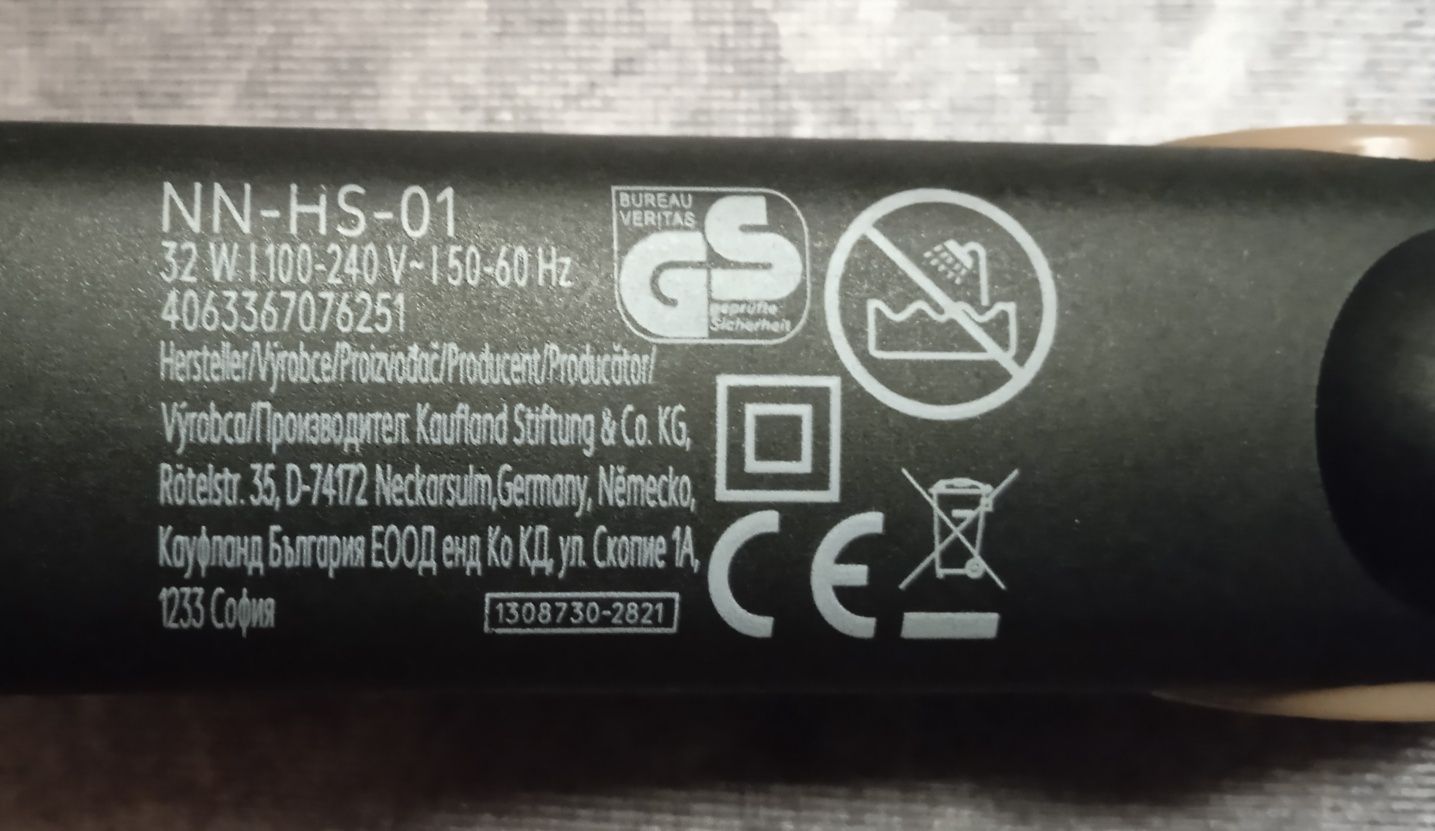 NN-HS-01
32 W I 100-240 V~ I 50-60 Hz
4063367076251
Hersteller/Výrobce/Proizvođač/Producent/Producător/
Výrobca/Производител: Kaufland Stiftung & Co. KG,
Rötelstr. 35, D-74172 Neckarsulm,Germany, Německo,
Кауфланд България ЕООД енд Ко КД, ул. Скопие 1А,
1233 София
1308730-2821
BUREAU
VERITAS
GS
geprüfte
Sicherheit
CE